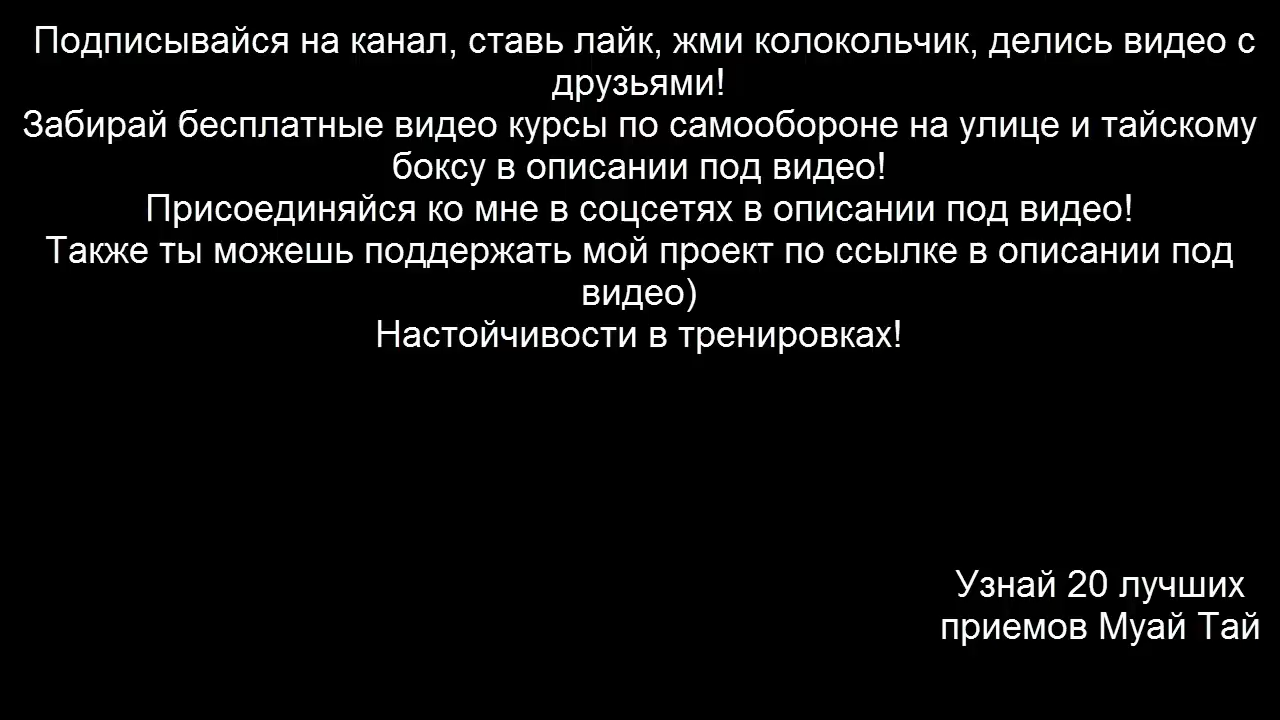 Подписывайся на канал, ставь лайк, жми колокольчик, делись видео с
друзьями!
Забирай бесплатные видео курсы по самообороне на улице и тайскому
боксу в описании под видео!
Присоединяйся ко мне в соцсетях в описании под видео!
Также ты можешь поддержать мой проект по ссылке в описании под
видео)
Настойчивости в тренировках!
Узнай 20 лучших
приемов Муай Тай